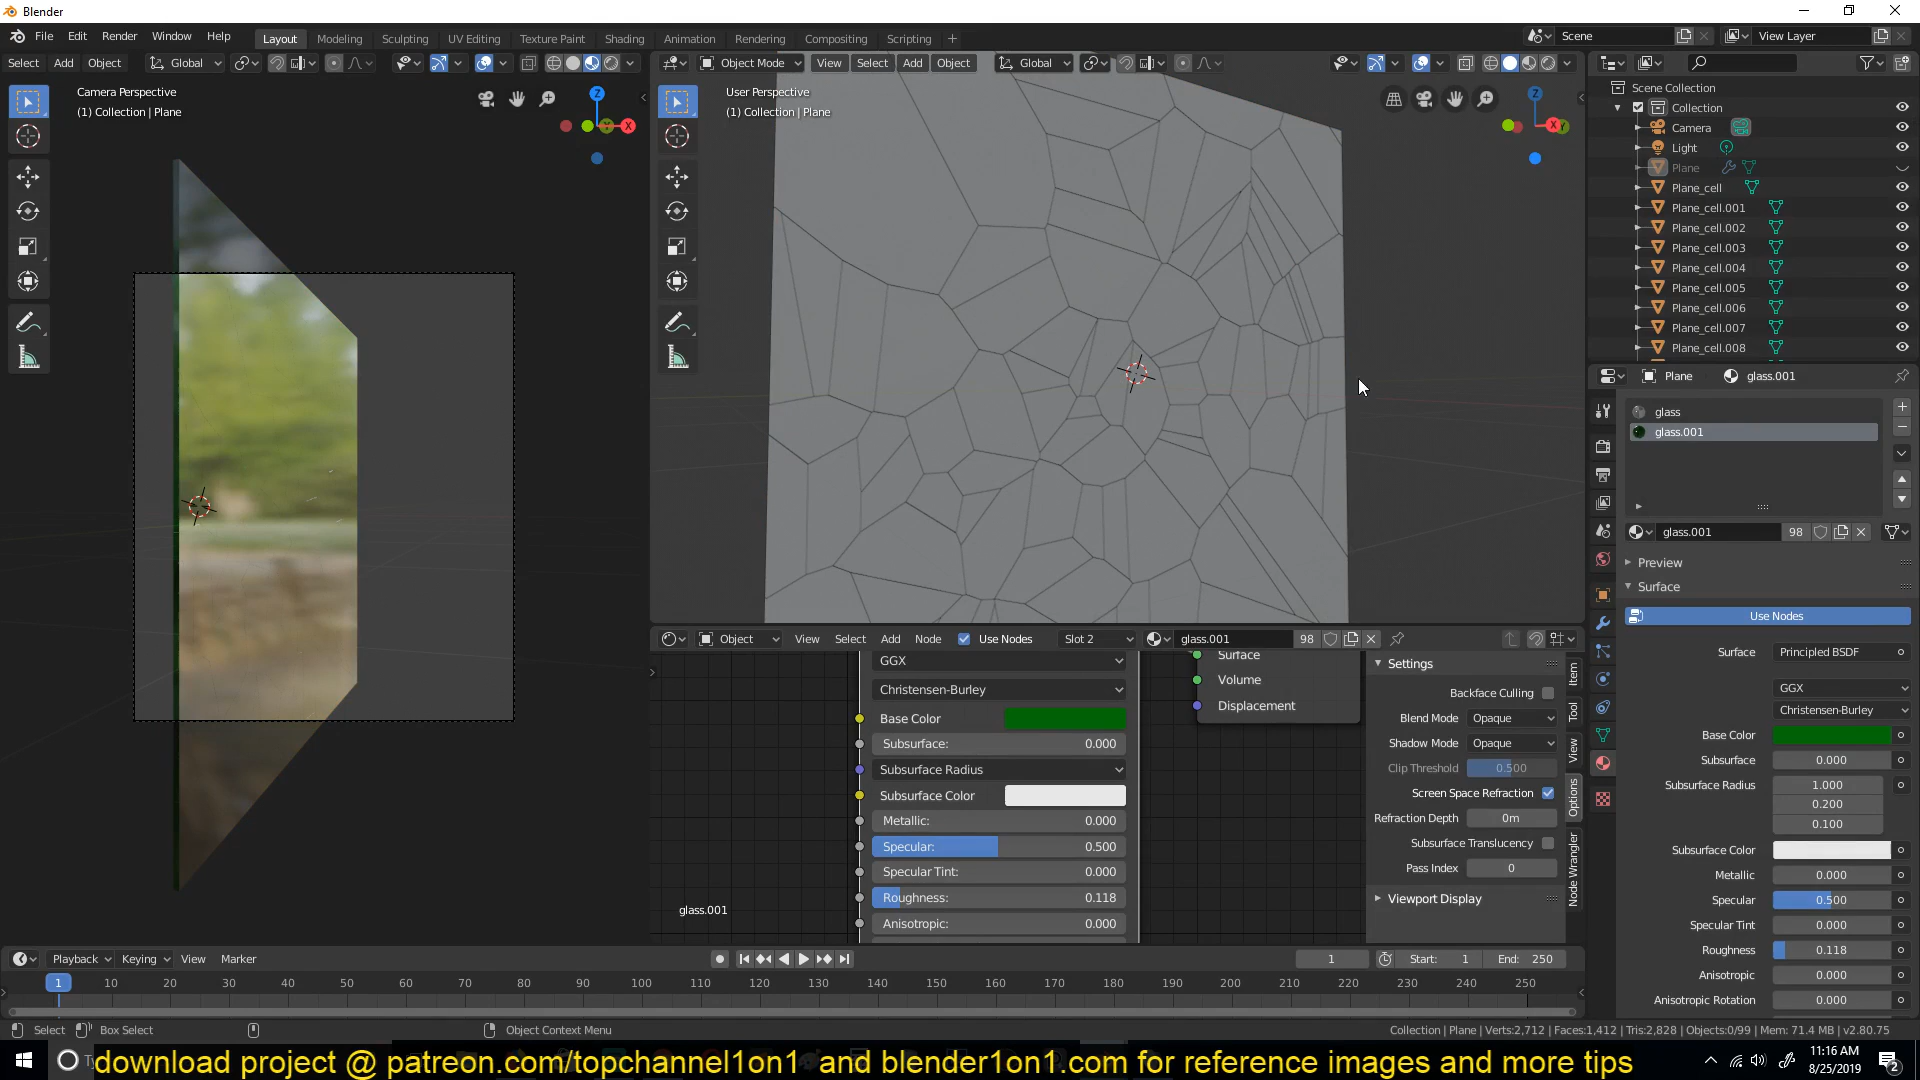 Blender
File Edit Render Window Help
Layout Modeling Sculpting UV Editing Texture Paint Shading Animation Rendering Compositing Scripting
Scene
View Layer
Select Add Object Global
Object Mode View Select Add Object Global
Camera Perspective
(1) Collection | Plane
User Perspective
(1) Collection | Plane
X
Z
X
Scene Collection
Collection
Camera
Light
Plane
Plane_cell
Plane_cell.001
Plane_cell.002
Plane_cell.003
Plane_cell.004
Plane_cell.005
Plane_cell.006
Plane_cell.007
Plane_cell.008
Plane glass.001
glass
glass.001
glass.001 98
Preview
Surface
Use Nodes
Surface Principled BSDF
GGX
Christensen-Burley
Base Color
Subsurface 0.000
Subsurface Radius 1.000
0.200
0.100
Subsurface Color
Metallic 0.000
Specular 0.500
Specular Tint 0.000
Roughness 0.118
Anisotropic 0.000
Anisotropic Rotation 0.000
Object View Select Add Node Use Nodes Slot 2 glass.001 98
GGX
Christensen-Burley
Base Color
Subsurface: 0.000
Subsurface Radius
Subsurface Color
Metallic: 0.000
Specular: 0.500
Specular Tint: 0.000
Roughness: 0.118
Anisotropic: 0.000
Surface
Volume
Displacement
glass.001
Settings
Backface Culling
Blend Mode Opaque
Shadow Mode Opaque
Clip Threshold 0.500
Screen Space Refraction
Refraction Depth 0m
Subsurface Translucency
Pass Index 0
Viewport Display
Item
Tool
View
Options
Node Wrangler
Playback Keying View Marker
1 Start: 1 End: 250
1 10 20 30 40 50 60 70 80 90 100 110 120 130 140 150 160 170 180 190 200 210 220 230 240 250
Select Box Select Object Context Menu
Collection | Plane | Verts:2,712 | Faces:1,412 | Tris:2,828 | Objects:0/99 | Mem: 71.4 MB | v2.80.75
download project @ patreon.com/topchannel1on1 and blender1on1.com for reference images and more tips
11:16 AM
8/25/2019
2